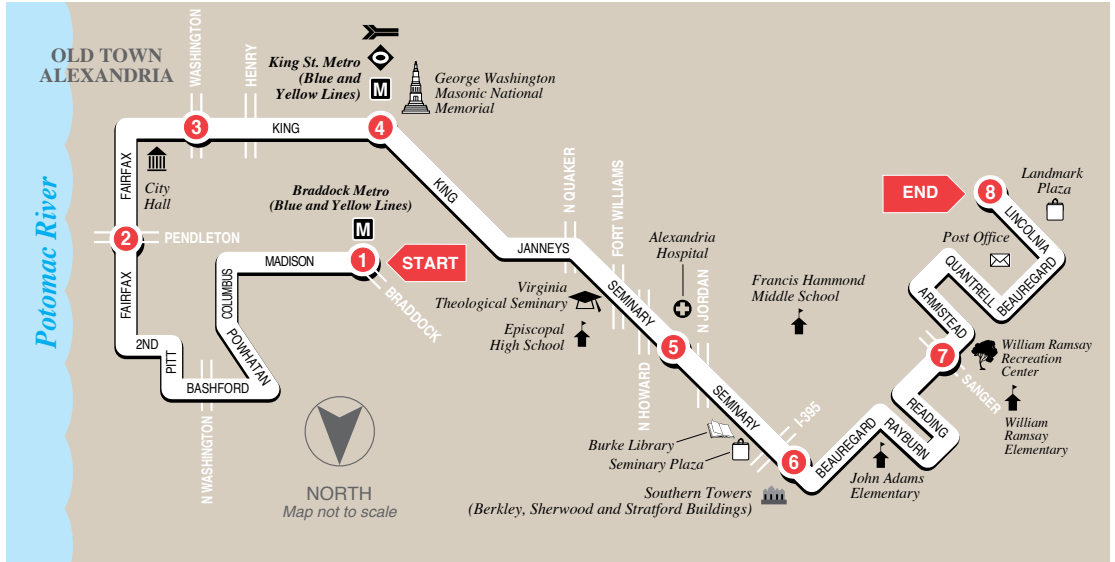 OLD TOWN
ALEXANDRIA
WASHINGTON
HENRY
King St. Metro
(Blue and
Yellow Lines)
M
George Washington
Masonic National
Memorial
3
KING
4
FAIRFAX
City
Hall
KING
Potomac River
2
PENDLETON
Braddock Metro
(Blue and Yellow Lines)
M
1
START
MADISON
BRADDOCK
COLUMBUS
POWHATAN
FAIRFAX
2ND
PITT
BASHFORD
N WASHINGTON
NORTH
Map not to scale
JANNEYS
N QUAKER
FORT WILLIAMS
Virginia
Theological Seminary
Episcopal
High School
SEMINARY
Alexandria
Hospital
N JORDAN
N HOWARD
5
SEMINARY
Francis Hammond
Middle School
Burke Library
Seminary Plaza
I-395
6
Southern Towers
(Berkley, Sherwood and Stratford Buildings)
BEAUREGARD
RAYBURN
John Adams
Elementary
READING
7
SANGER
William Ramsay
Recreation
Center
William
Ramsay
Elementary
ARMISTEAD
QUANTRELL
Post Office
BEAUREGARD
LINCOLNIA
Landmark
Plaza
8
END